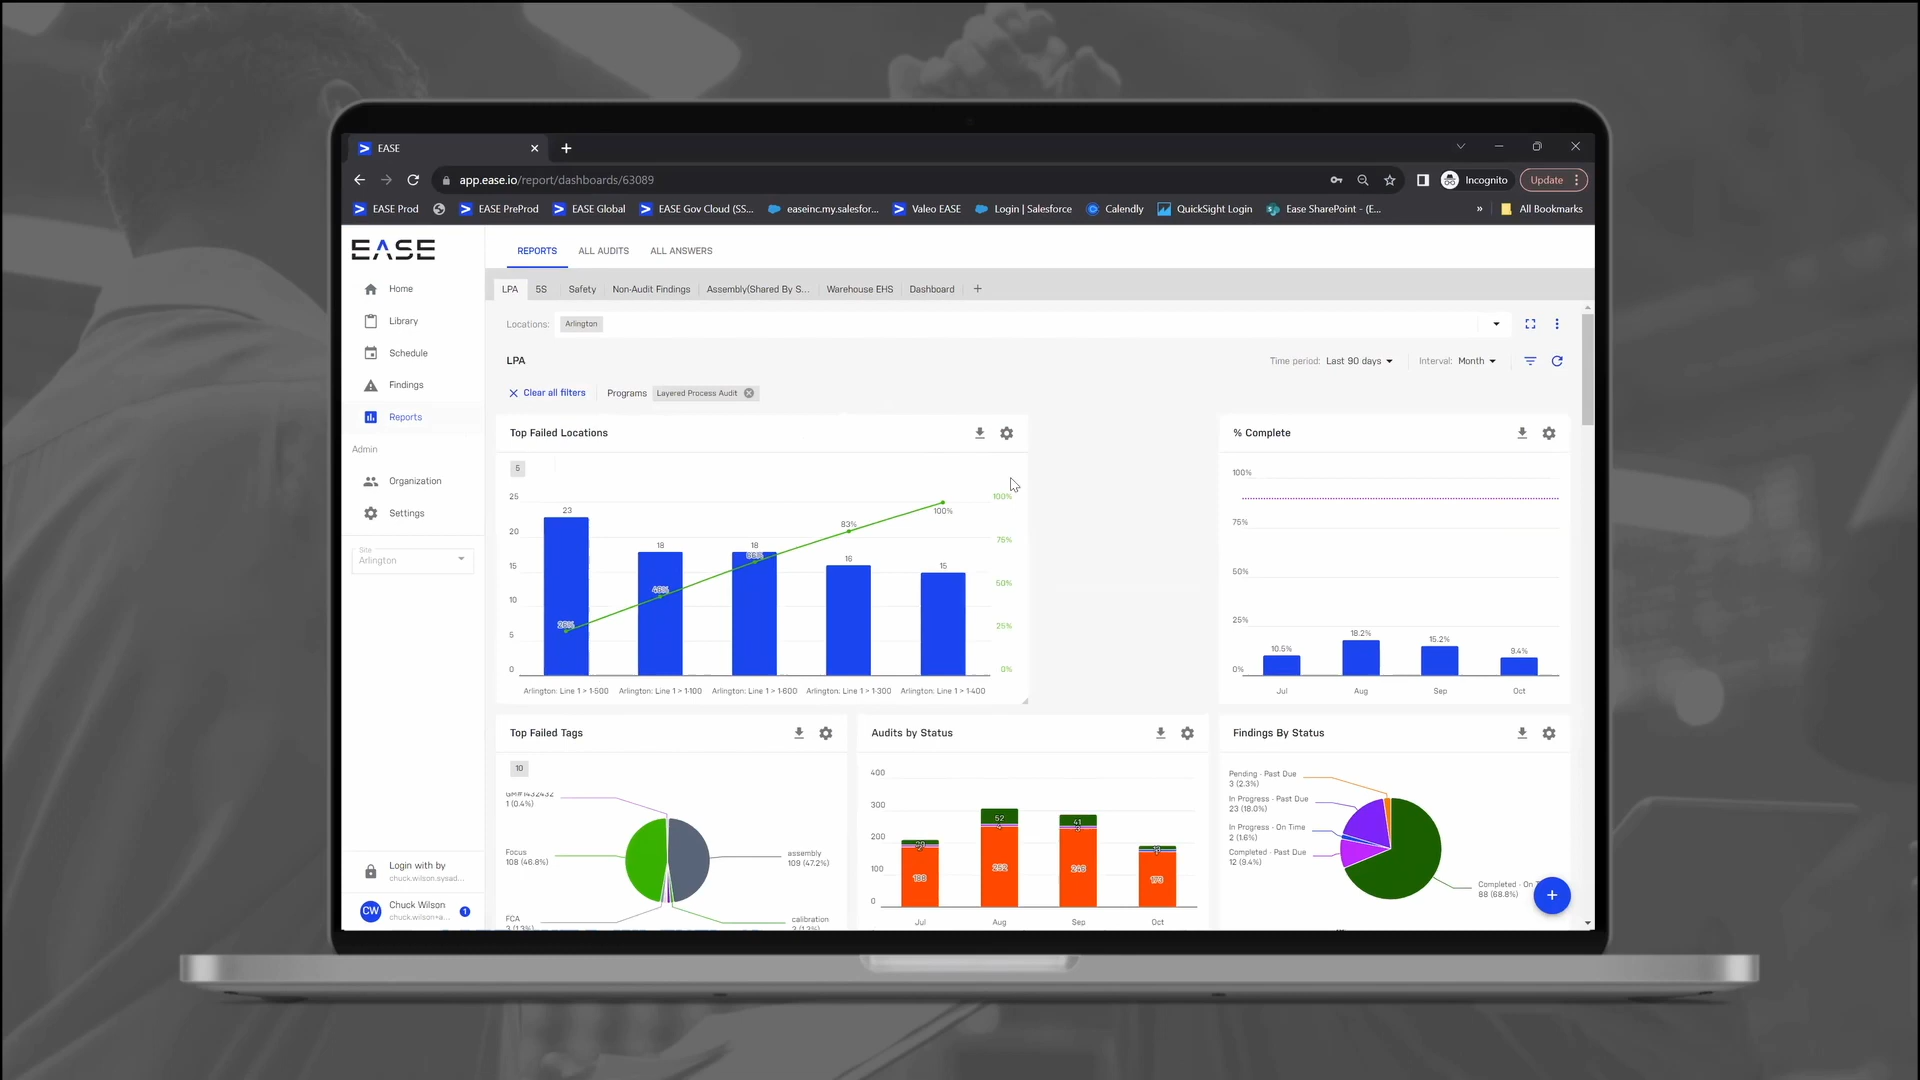 EASE
app.ease.io/report/dashboards/63089
Incognito
Update
EASE Prod
EASE PreProd
EASE Global
EASE Gov Cloud (SS...
easeinc.my.salesfor...
Valeo EASE
Login | Salesforce
Calendly
QuickSight Login
Ease SharePoint - (E...
»
All Bookmarks
EASE
Home
Library
Schedule
Findings
Reports
Admin
Organization
Settings
Site
Arlington
Login with by
chuck.wilson.sysad...
CW
Chuck Wilson
chuck.wilson+a...
1
REPORTS
ALL AUDITS
ALL ANSWERS
LPA
5S
Safety
Non-Audit Findings
Assembly(Shared By S...
Warehouse EHS
Dashboard
+
Locations:
Arlington
LPA
Time period: Last 90 days
Interval: Month
Clear all filters
Programs
Layered Process Audit
Top Failed Locations
5
25
20
15
10
5
0
23
18
18
16
15
83%
100%
100%
75%
50%
25%
0%
Arlington: Line 1 > 1-500
Arlington: Line 1 > 1-100
Arlington: Line 1 > 1-600
Arlington: Line 1 > 1-300
Arlington: Line 1 > 1-400
% Complete
100%
75%
50%
25%
0%
10.5%
18.2%
15.2%
9.4%
Jul
Aug
Sep
Oct
Top Failed Tags
10
1 (0.4%)
Focus
108 (46.8%)
FCA
assembly
109 (47.2%)
calibration
Audits by Status
400
300
200
100
0
52
41
188
252
246
173
Jul
Aug
Sep
Oct
Findings By Status
Pending - Past Due
3 (2.3%)
In Progress - Past Due
23 (18.0%)
In Progress - On Time
2 (1.6%)
Completed - Past Due
12 (9.4%)
Completed - On
88 (68.8%)
+